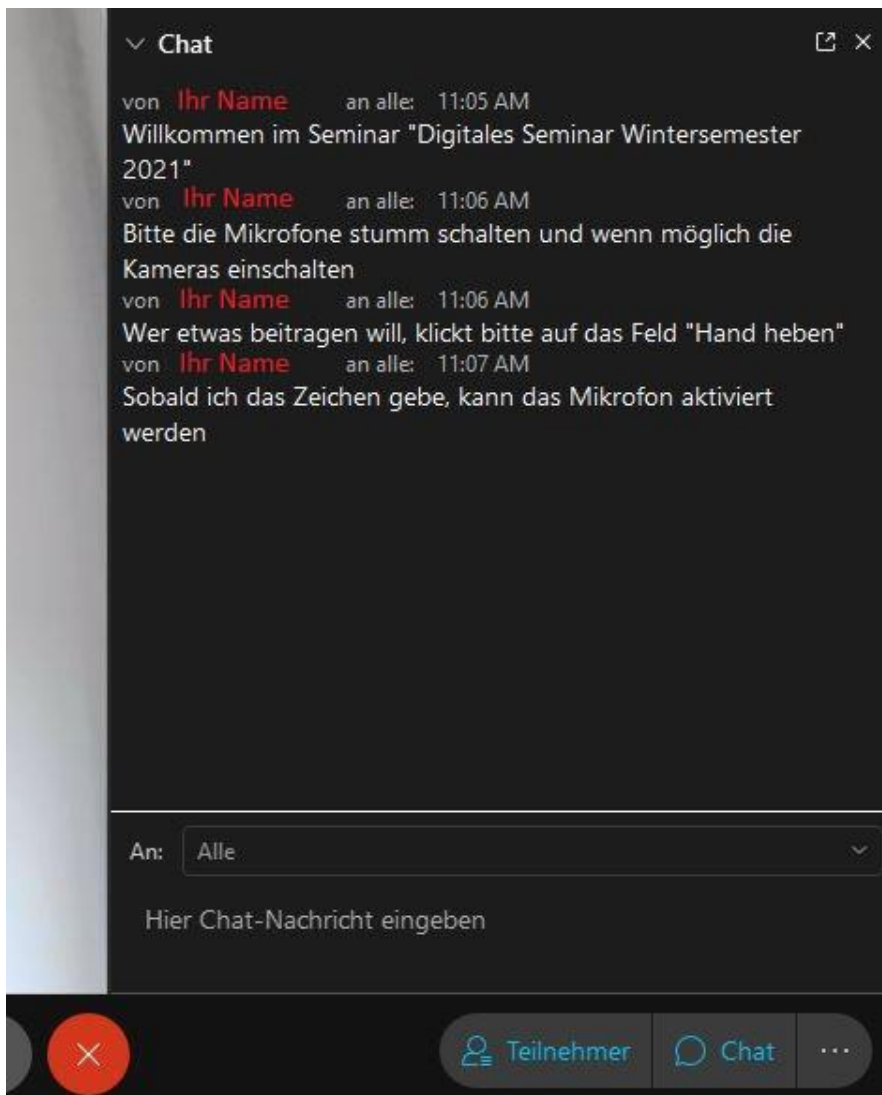 Chat
von Ihr Name an alle: 11:05 AM
Willkommen im Seminar "Digitales Seminar Wintersemester
2021"
von Ihr Name an alle: 11:06 AM
Bitte die Mikrofone stumm schalten und wenn möglich die
Kameras einschalten
von Ihr Name an alle: 11:06 AM
Wer etwas beitragen will, klickt bitte auf das Feld "Hand heben"
von Ihr Name an alle: 11:07 AM
Sobald ich das Zeichen gebe, kann das Mikrofon aktiviert
werden
An: Alle
Hier Chat-Nachricht eingeben
Teilnehmer Chat